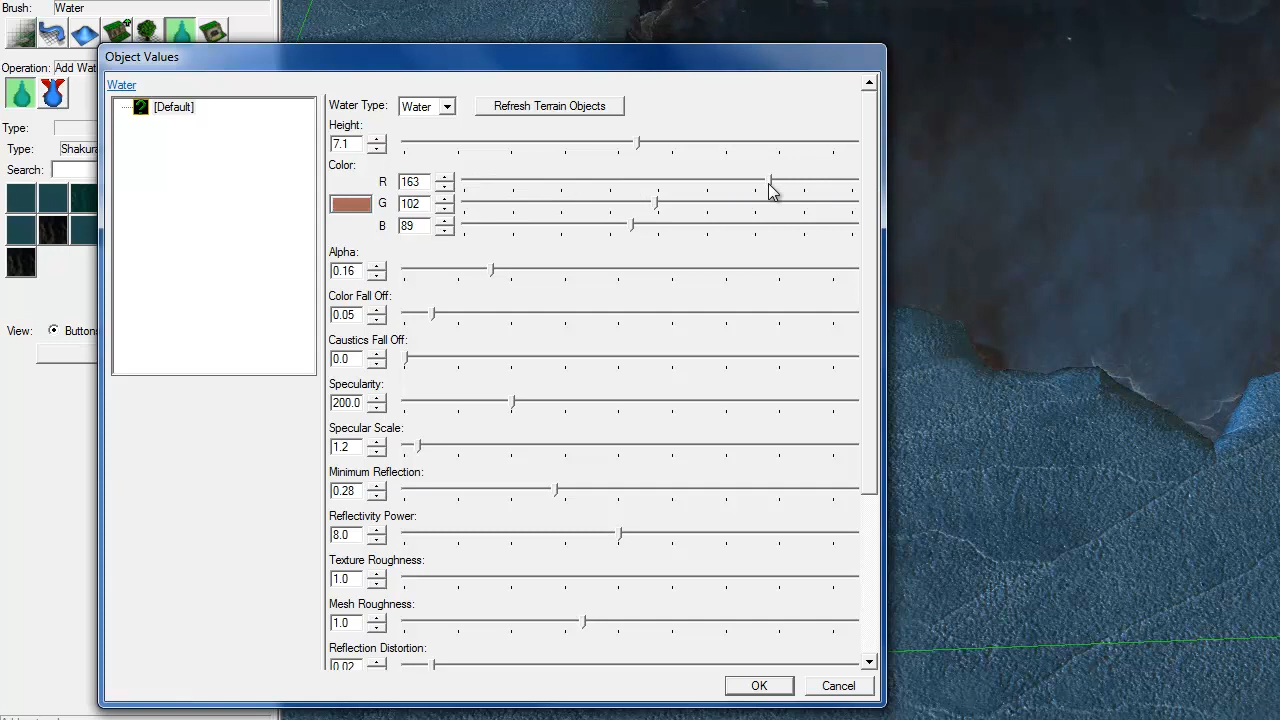 Brush:
Water
Operation:
Add Wat
Type:
Type:
Shakura
Search:
View:
Buttons
Object Values
Water
[Default]
Water Type:
Water
Refresh Terrain Objects
Height:
7.1
Color:
R
163
G
102
B
89
Alpha:
0.16
Color Fall Off:
0.05
Caustics Fall Off:
0.0
Specularity:
200.0
Specular Scale:
1.2
Minimum Reflection:
0.28
Reflectivity Power:
8.0
Texture Roughness:
1.0
Mesh Roughness:
1.0
Reflection Distortion:
0.02
OK
Cancel